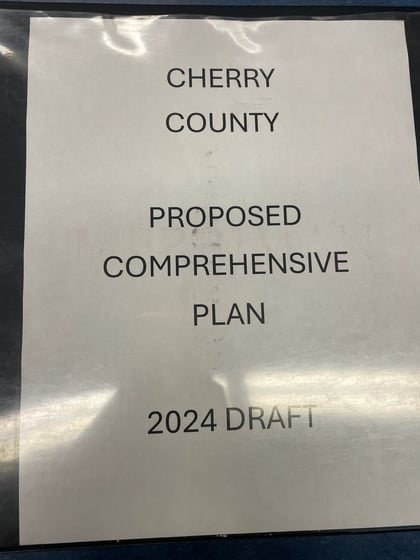 CHERRY
COUNTY
PROPOSED
COMPREHENSIVE
PLAN
2024 DRAFT